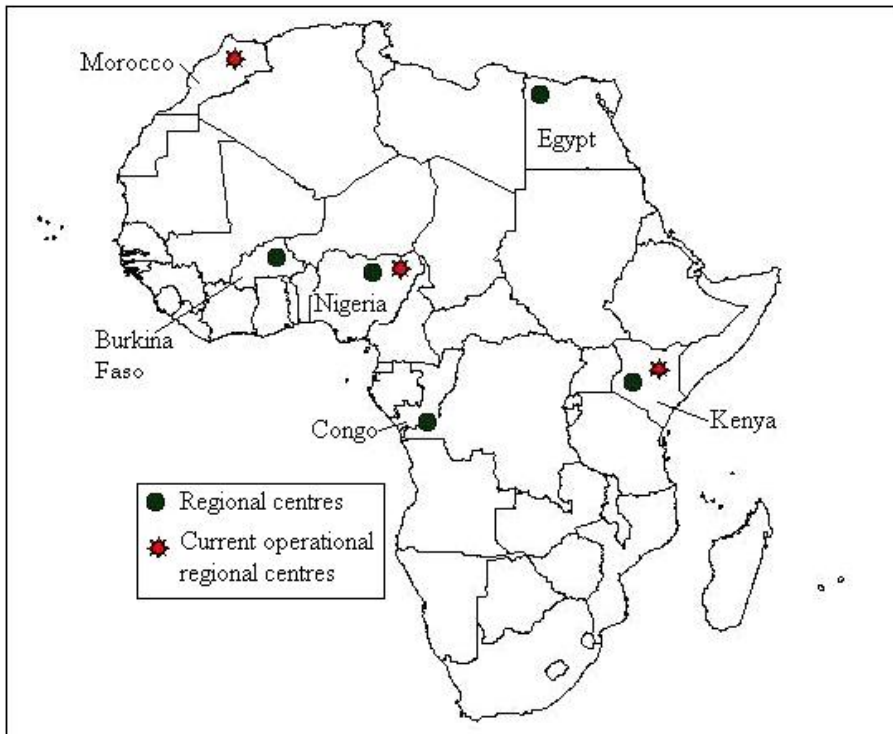 Morocco
Egypt
Nigeria
Burkina
Faso
Congo
Kenya
Regional centres
Current operational
regional centres